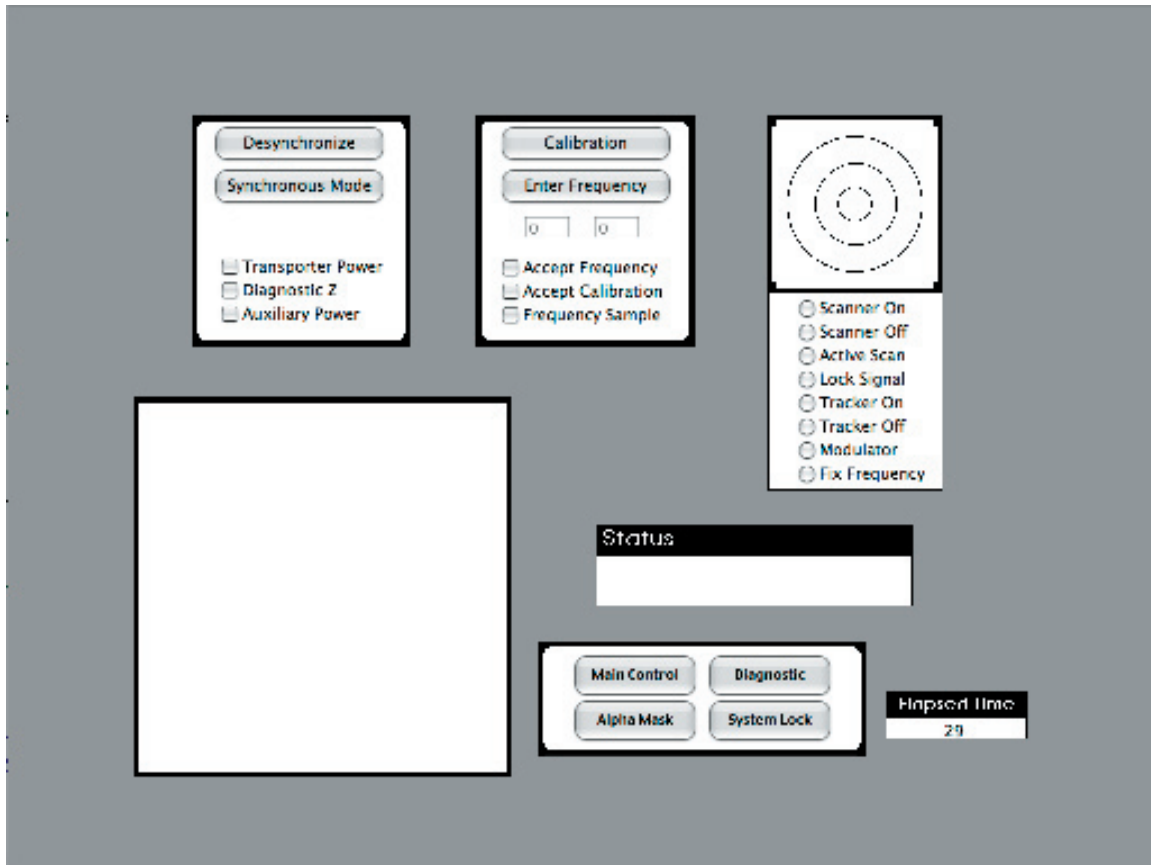 Desynchronize
Synchronous Mode
Transporter Power
Diagnostic Z
Auxiliary Power
Calibration
Enter Frequency
0 0
Accept Frequency
Accept Calibration
Frequency Sample
Scanner On
Scanner Off
Active Scan
Lock Signal
Tracker On
Tracker Off
Modulator
Fix Frequency
Status
Main Control Diagnostic
Alpha Mask System Lock
Elapsed Time
29